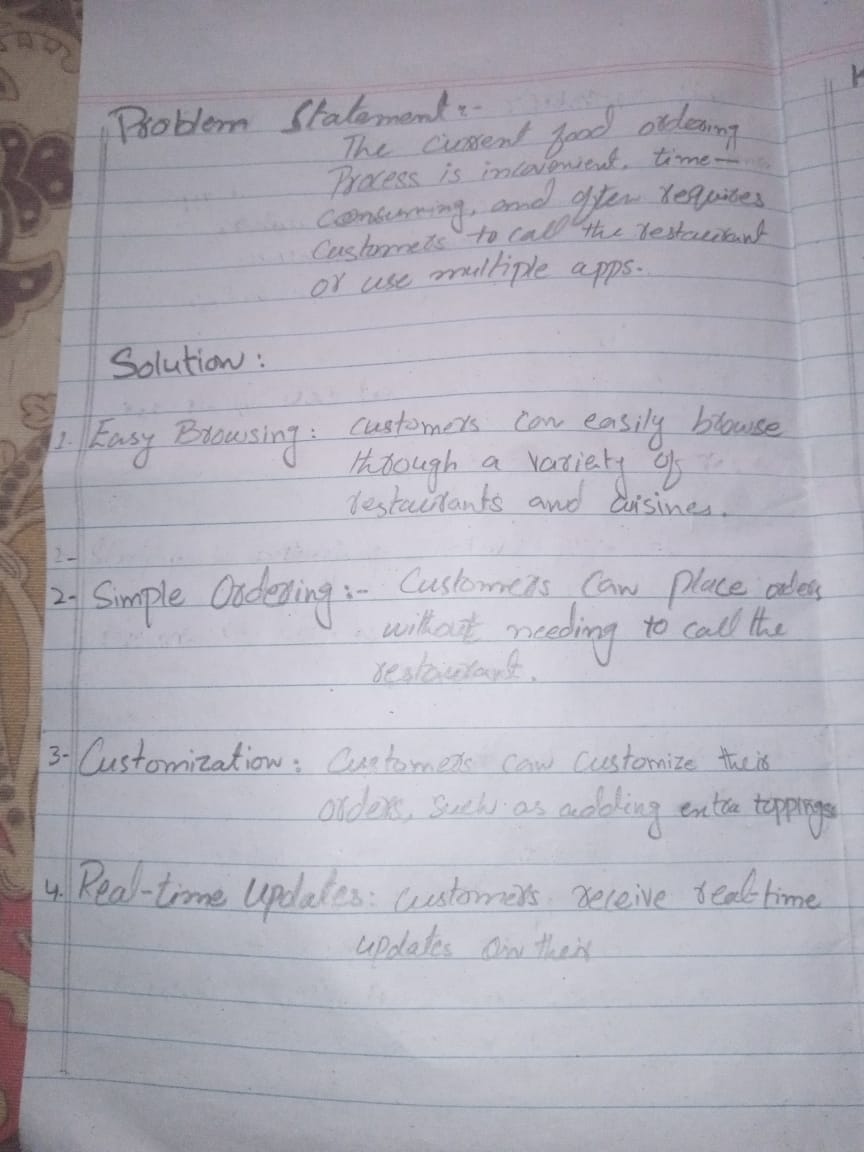 Problem Statement:-
The current food ordering
Process is incovenient, time-
consuming, and often requires
customers to call the restaurant
or use multiple apps.
Solution:
1. Easy Browsing: customers can easily browse
through a variety of
restaurants and cuisines.
2-
2- Simple Ordering:- Customers Can place orders
without needing to call the
restaurant.
3- Customization: Customers can customize their
orders, Such as adding extra toppings
4. Real-time Updates: customers receive real-time
updates on their